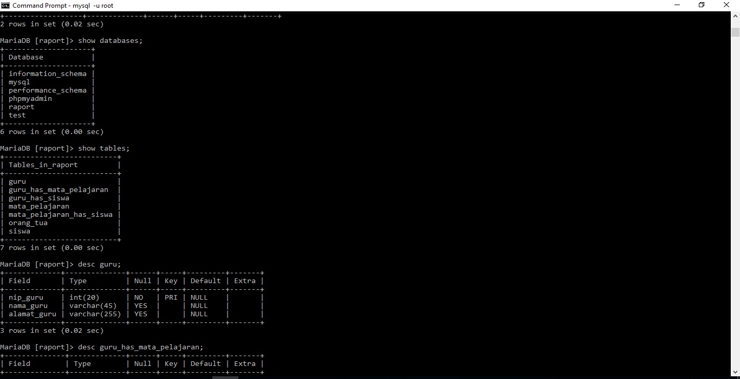 Command Prompt - mysql -u root
+------------------+------------+------+-----+---------+-------+
2 rows in set (0.02 sec)
MariaDB [raport]> show databases;
+--------------------+
| Database           |
+--------------------+
| information_schema |
| mysql              |
| performance_schema |
| phpmyadmin         |
| raport             |
| test               |
+--------------------+
6 rows in set (0.00 sec)
MariaDB [raport]> show tables;
+--------------------------+
| Tables_in_raport         |
+--------------------------+
| guru                     |
| guru_has_mata_pelajaran  |
| guru_has_siswa           |
| mata_pelajaran           |
| mata_pelajaran_has_siswa |
| orang_tua                |
| siswa                    |
+--------------------------+
7 rows in set (0.00 sec)
MariaDB [raport]> desc guru;
+-------------+--------------+------+-----+---------+-------+
| Field       | Type         | Null | Key | Default | Extra |
+-------------+--------------+------+-----+---------+-------+
| nip_guru    | int(20)      | NO   | PRI | NULL    |       |
| nama_guru   | varchar(45)  | YES  |     | NULL    |       |
| alamat_guru | varchar(255) | YES  |     | NULL    |       |
+-------------+--------------+------+-----+---------+-------+
3 rows in set (0.02 sec)
MariaDB [raport]> desc guru_has_mata_pelajaran;
+--------------+-------------+------+-----+---------+-------+
| Field        | Type        | Null | Key | Default | Extra |
+--------------+-------------+------+-----+---------+-------+